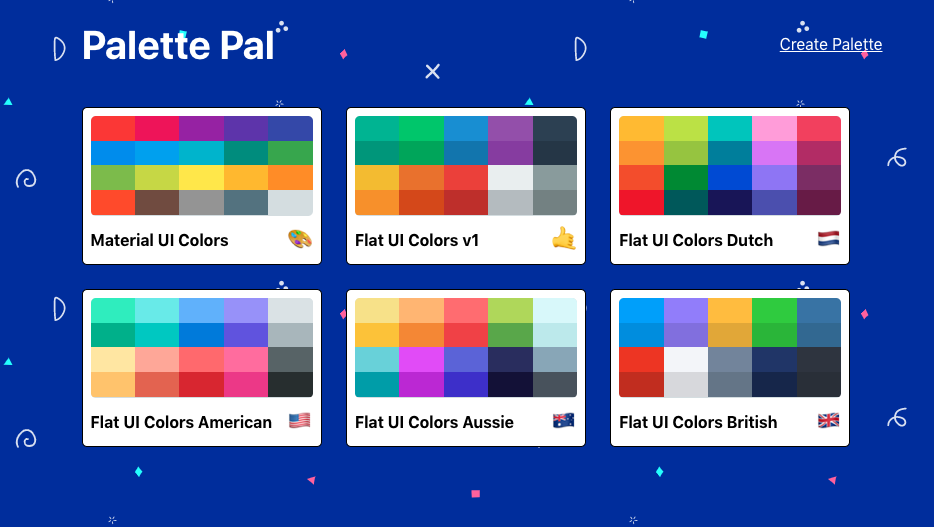 Palette Pal
Create Palette
Material UI Colors
Flat UI Colors v1
Flat UI Colors Dutch
Flat UI Colors American
Flat UI Colors Aussie
Flat UI Colors British